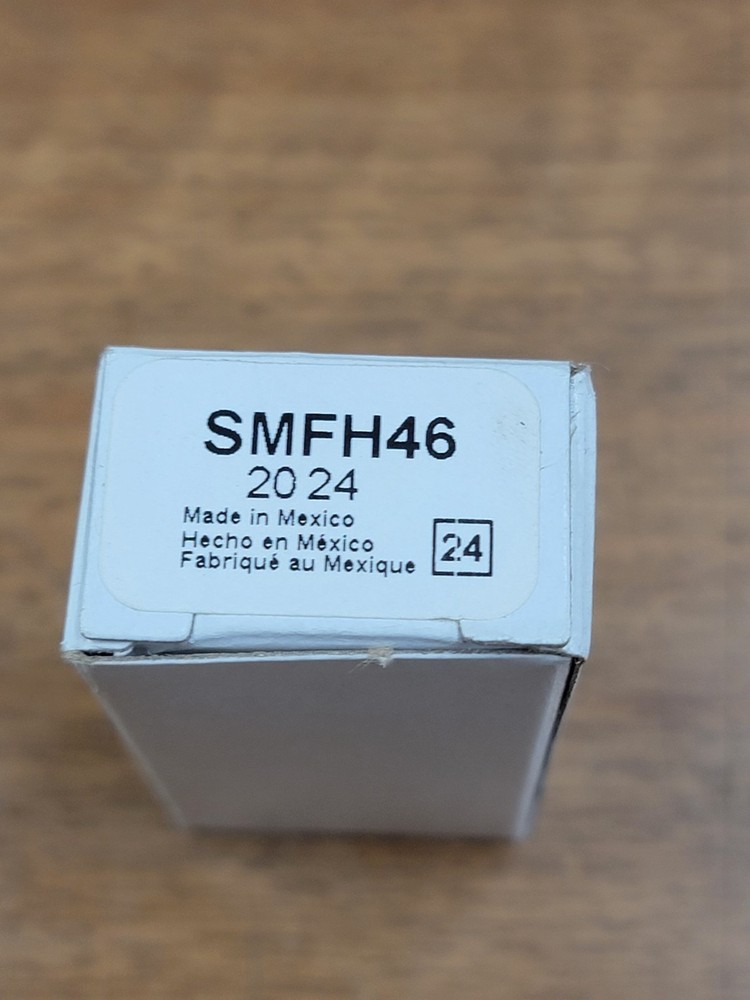 SMFH46
20 24
Made in Mexico
Hecho en México
Fabriqué au Mexique
24